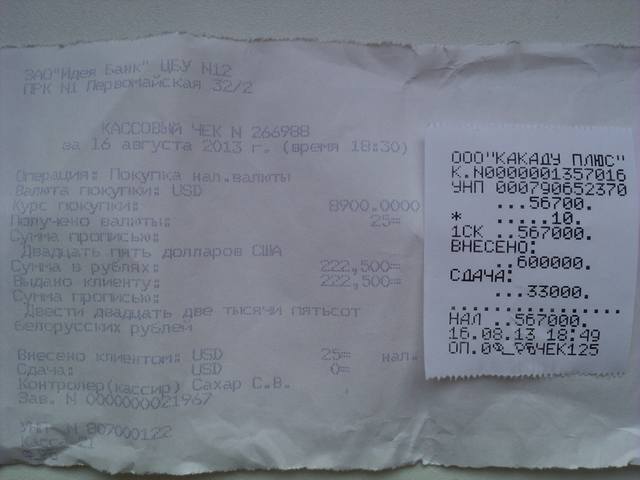 ЗАО"Идея Банк" ЦБУ N12
ПРК N1 Первомайская 32/2
КАССОВЫЙ ЧЕК N 266988
за 16 августа 2013 г. (время 18:30)
Операция: Покупка нал.валюты
Валюта покупки: USD
Курс покупки: 8900.0000
Получено валюты: 25=
Сумма прописью:
Двадцать пять долларов США
Сумма в рублях: 222,500=
Выдано клиенту: 222,500=
Сумма прописью:
Двести двадцать две тысячи пятьсот
белорусских рублей
Внесено клиентом: USD 25= нал.
Сдача: USD 0=
Контролер(кассир) Сахар С.В.
Зав. N 0000000021967
УНП N 807000122
ООО"КАКАДУ ПЛЮС"
К.N0000001357016
УНП 000790652370
...56700.
* .....10.
1СК ..567000.
ВНЕСЕНО:
..600000.
СДАЧА:
...33000.
................
НАЛ ..567000.
16.08.13 18:49
ЧЕК125